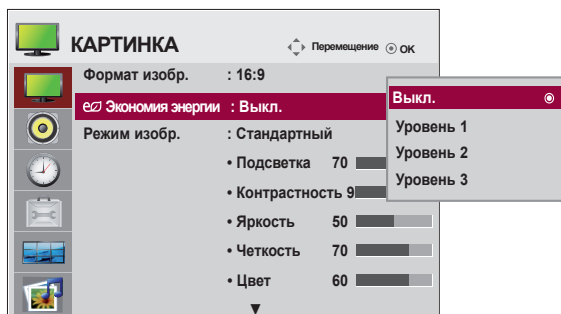 КАРТИНКА
Перемещение OK
Формат изобр. : 16:9
Экономия энергии : Выкл.
Режим изобр. : Стандартный
• Подсветка 70
• Контрастность 9
• Яркость 50
• Четкость 70
• Цвет 60
▼
Выкл.
Уровень 1
Уровень 2
Уровень 3